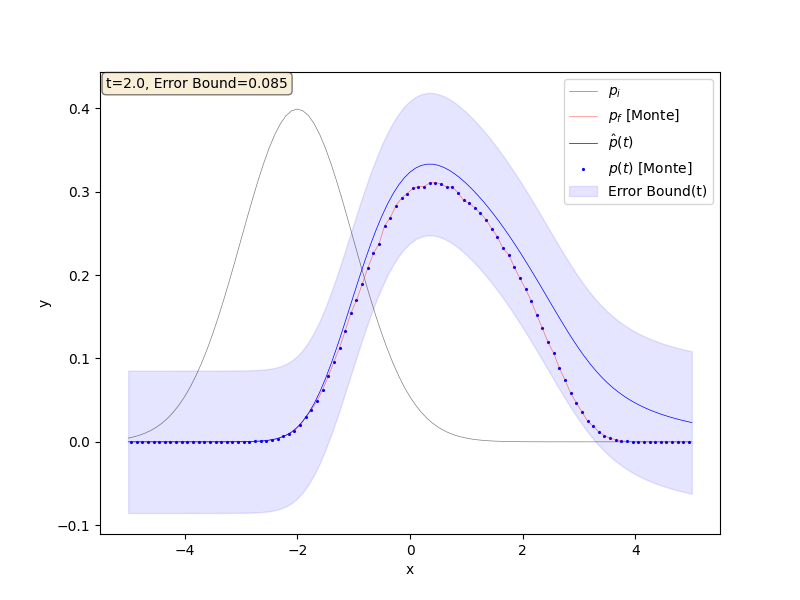 t=2.0, Error Bound=0.085
p_i
p_f [Monte]
p̂(t)
p(t) [Monte]
Error Bound(t)
0.4
0.3
0.2
0.1
0.0
−0.1
y
−4
−2
0
2
4
x